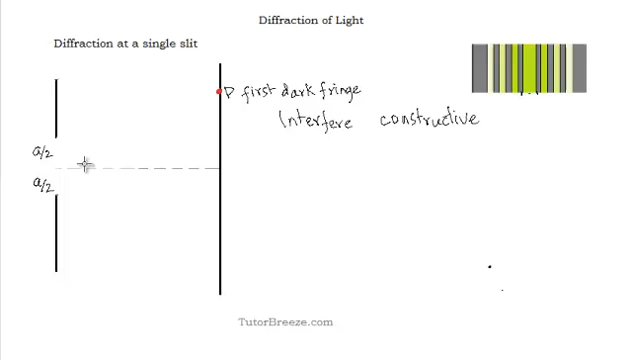 Diffraction of Light
Diffraction at a single slit
P first dark fringe
Interfere constructive
a/2
a/2
TutorBreeze.com